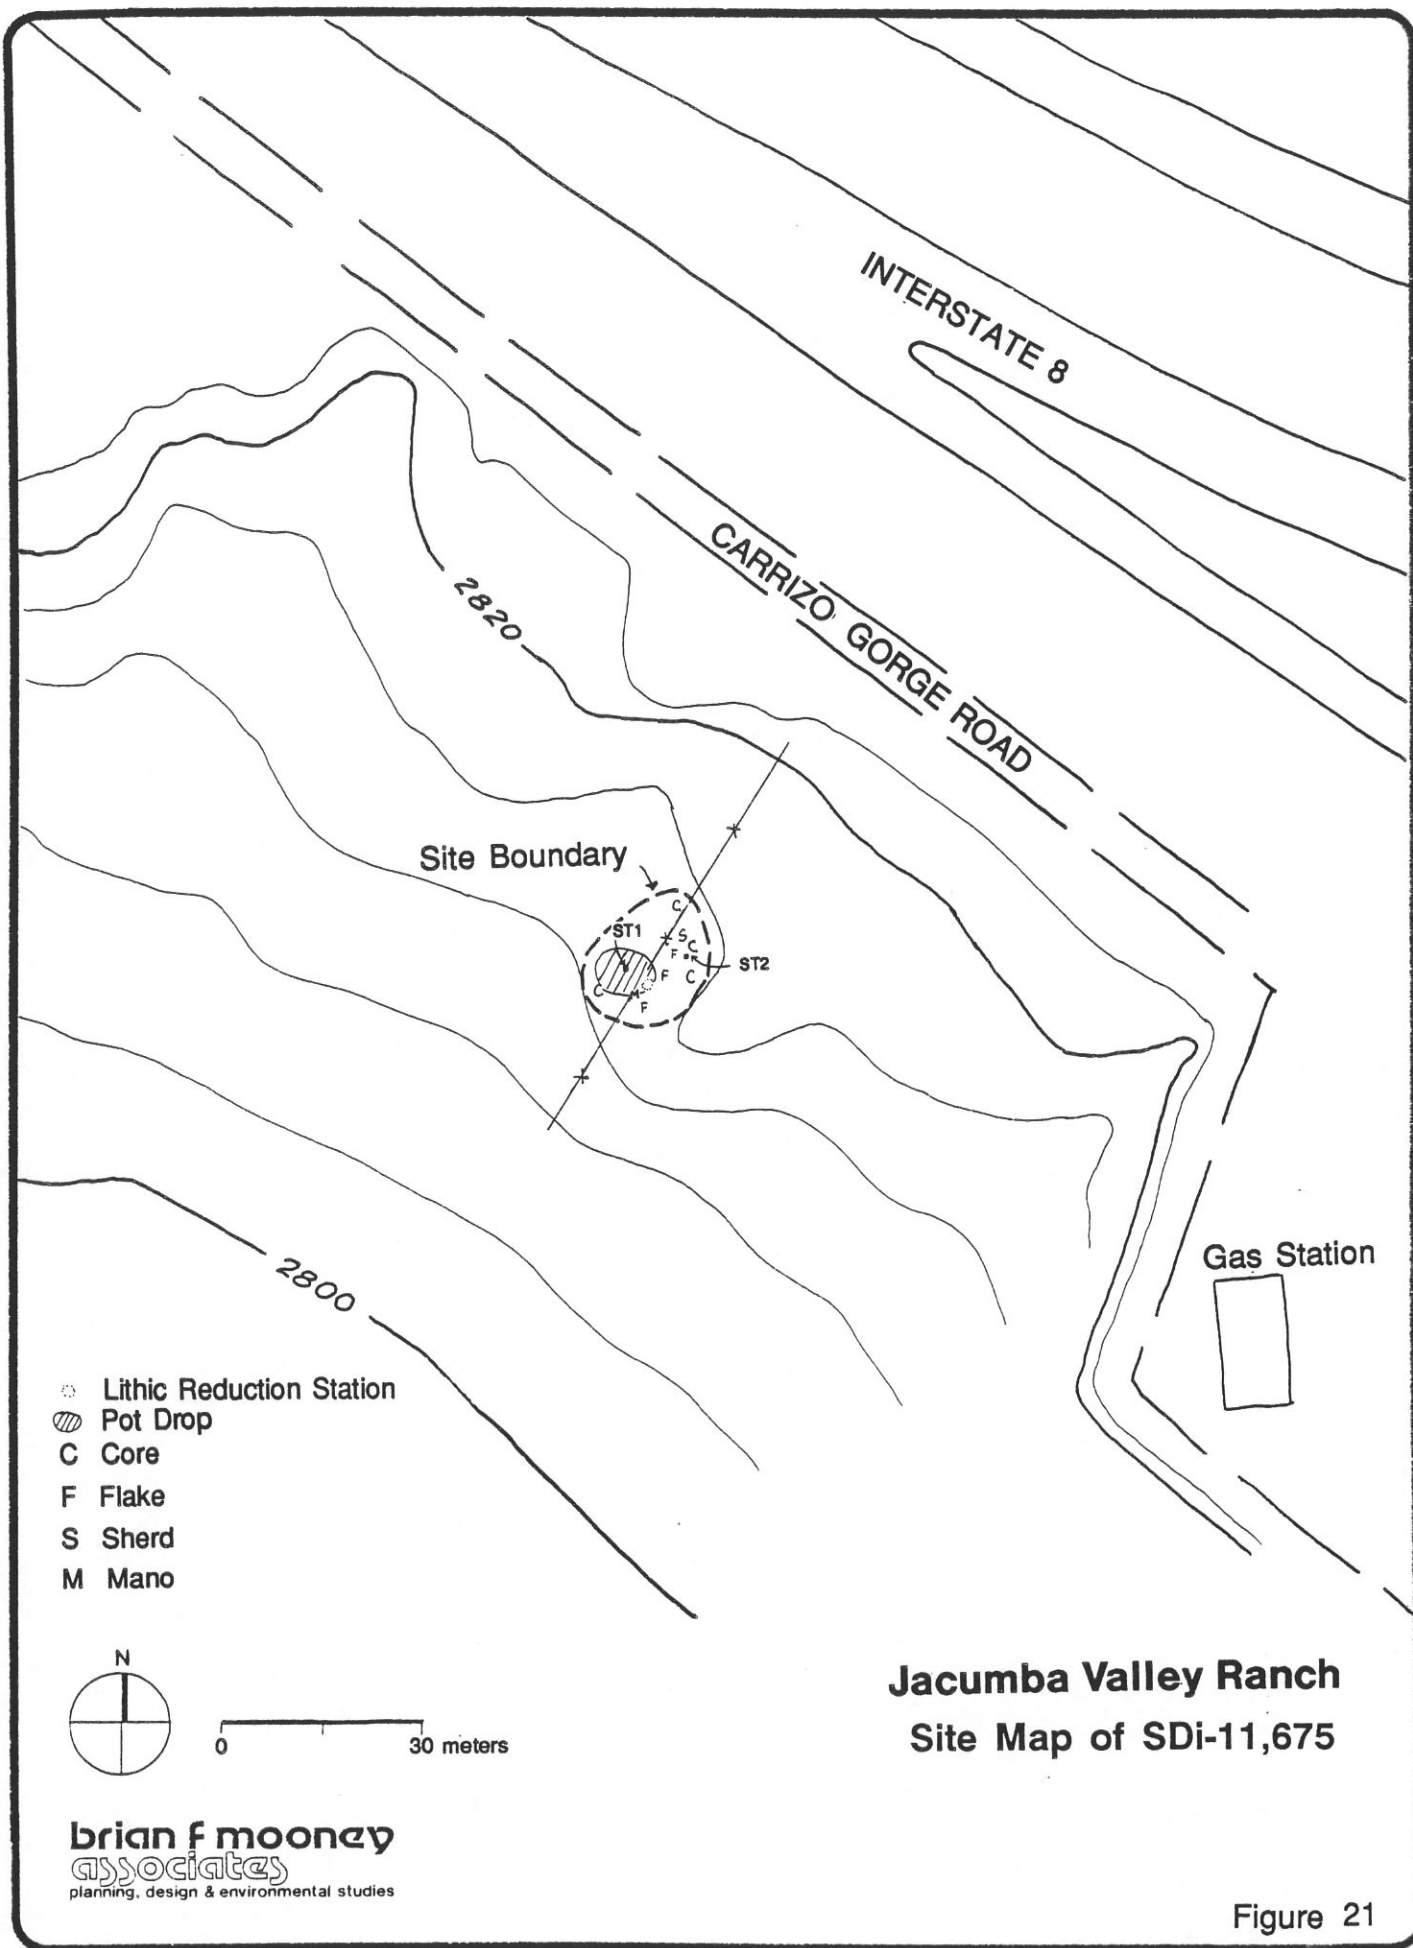 INTERSTATE 8
CARRIZO GORGE ROAD
2820
Site Boundary
C
ST1
S
C
F
F
ST2
F
C
C
M
F
Gas Station
2800
Lithic Reduction Station
Pot Drop
C Core
F Flake
S Sherd
M Mano
N
0 30 meters
Jacumba Valley Ranch
Site Map of SDi-11,675
brian f mooney
associates
planning, design & environmental studies
Figure 21